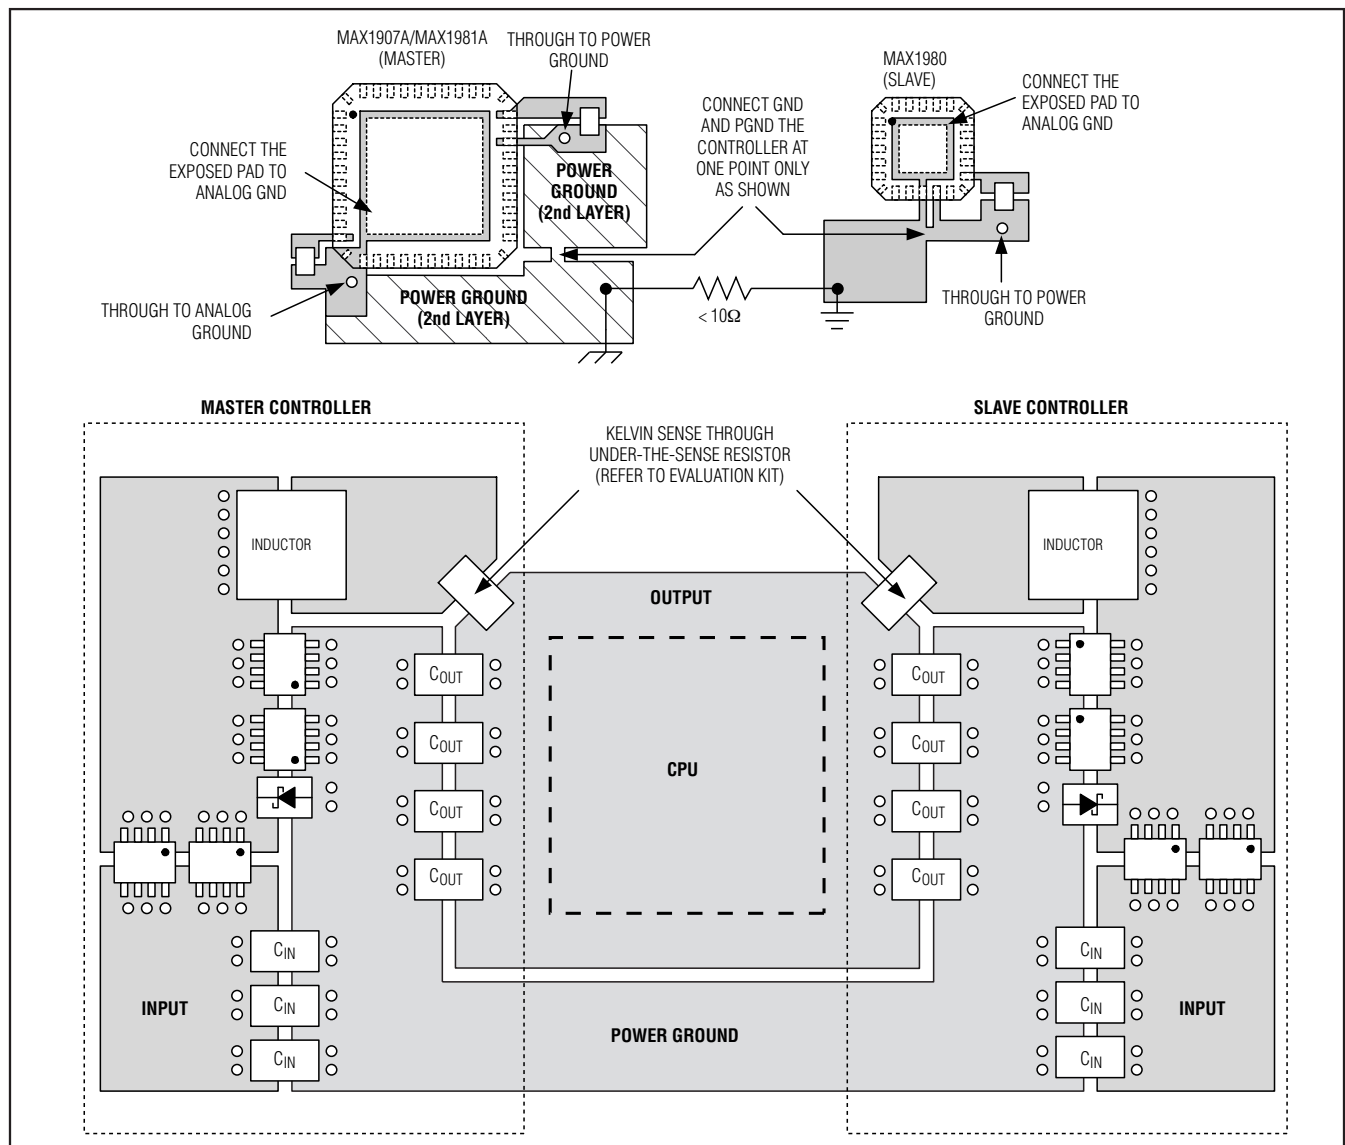 MAX1907A/MAX1981A
(MASTER)
THROUGH TO POWER
GROUND
MAX1980
(SLAVE)
CONNECT THE
EXPOSED PAD TO
ANALOG GND
CONNECT GND
AND PGND THE
CONTROLLER AT
ONE POINT ONLY
AS SHOWN
CONNECT THE
EXPOSED PAD TO
ANALOG GND
POWER
GROUND
(2nd LAYER)
THROUGH TO ANALOG
GROUND
POWER GROUND
(2nd LAYER)
< 10Ω
THROUGH TO POWER
GROUND
MASTER CONTROLLER
SLAVE CONTROLLER
KELVIN SENSE THROUGH
UNDER-THE-SENSE RESISTOR
(REFER TO EVALUATION KIT)
INDUCTOR
INDUCTOR
OUTPUT
COUT
COUT
COUT
COUT
CPU
COUT
COUT
COUT
COUT
CIN
CIN
CIN
INPUT
POWER GROUND
CIN
CIN
CIN
INPUT